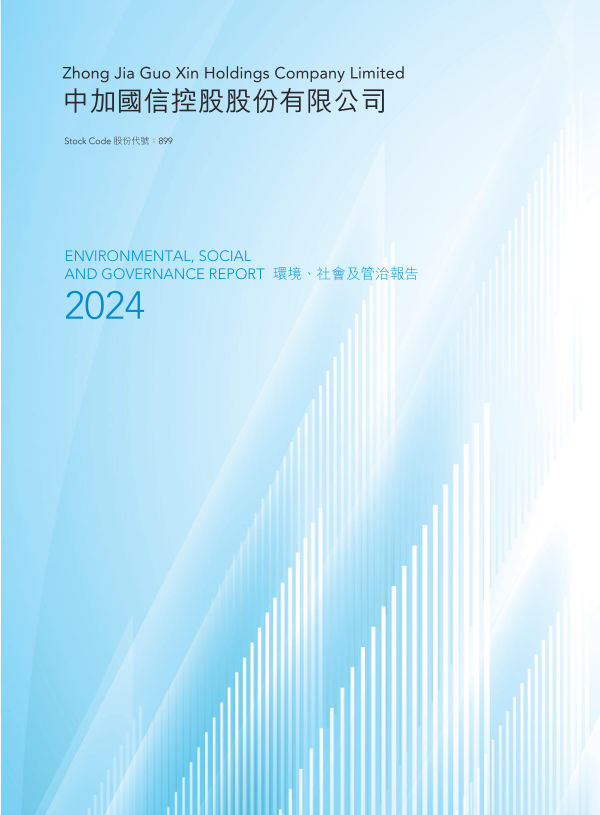 Zhong Jia Guo Xin Holdings Company Limited
中加國信控股股份有限公司
Stock Code 股份代號：899
ENVIRONMENTAL, SOCIAL
AND GOVERNANCE REPORT 環境、社會及管治報告
2024